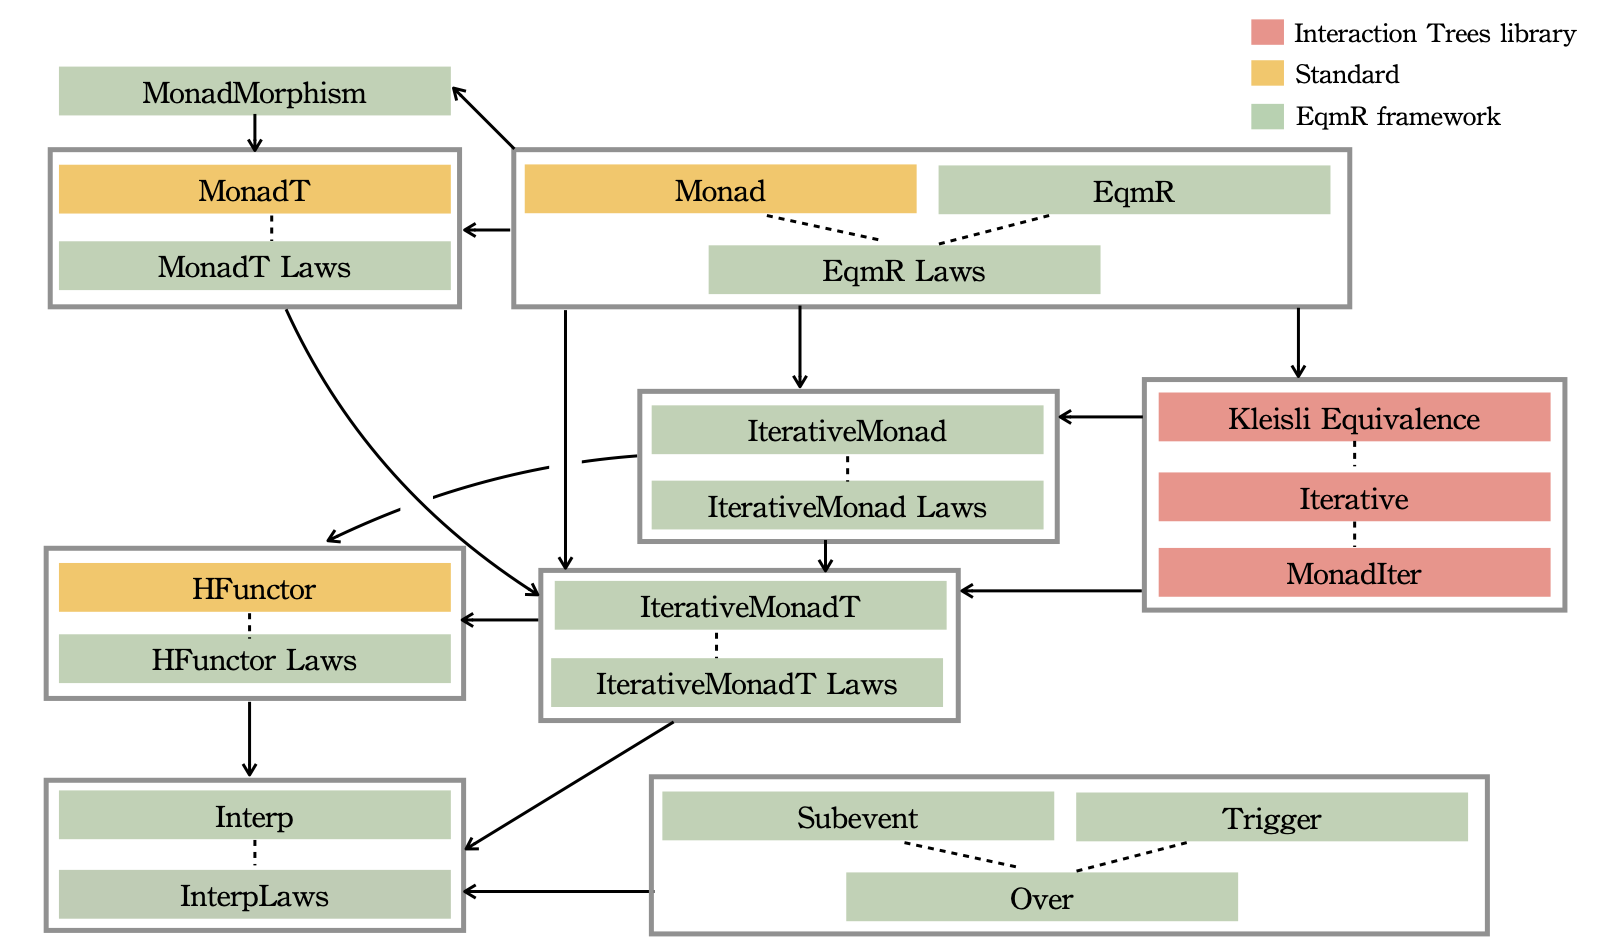 Interaction Trees library
Standard
EqmR framework
MonadMorphism
MonadT
MonadT Laws
Monad
EqmR
EqmR Laws
IterativeMonad
IterativeMonad Laws
Kleisli Equivalence
Iterative
MonadIter
HFunctor
HFunctor Laws
IterativeMonadT
IterativeMonadT Laws
Interp
InterpLaws
Subevent
Trigger
Over